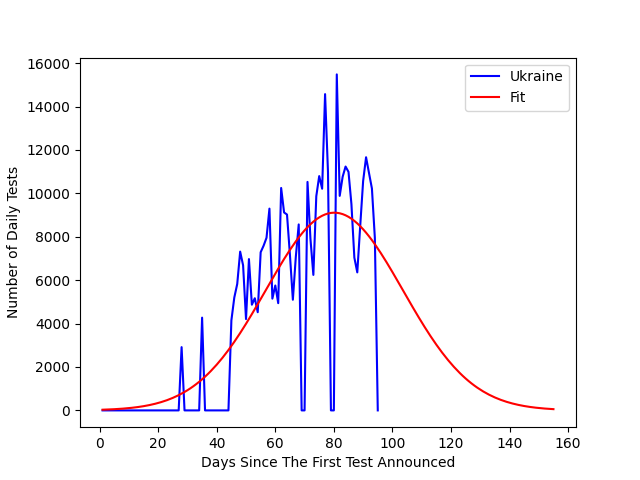 Ukraine
Fit
16000
14000
12000
10000
8000
6000
4000
2000
0
Number of Daily Tests
0 20 40 60 80 100 120 140 160
Days Since The First Test Announced